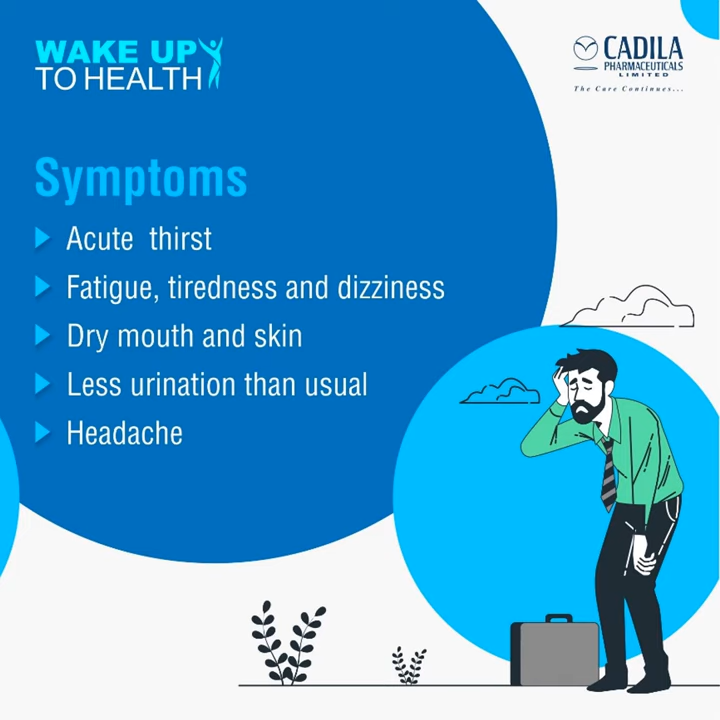 WAKE UP
TO HEALTH
CADILA
PHARMACEUTICALS
LIMITED
The Care Continues...
Symptoms
Acute thirst
Fatigue, tiredness and dizziness
Dry mouth and skin
Less urination than usual
Headache